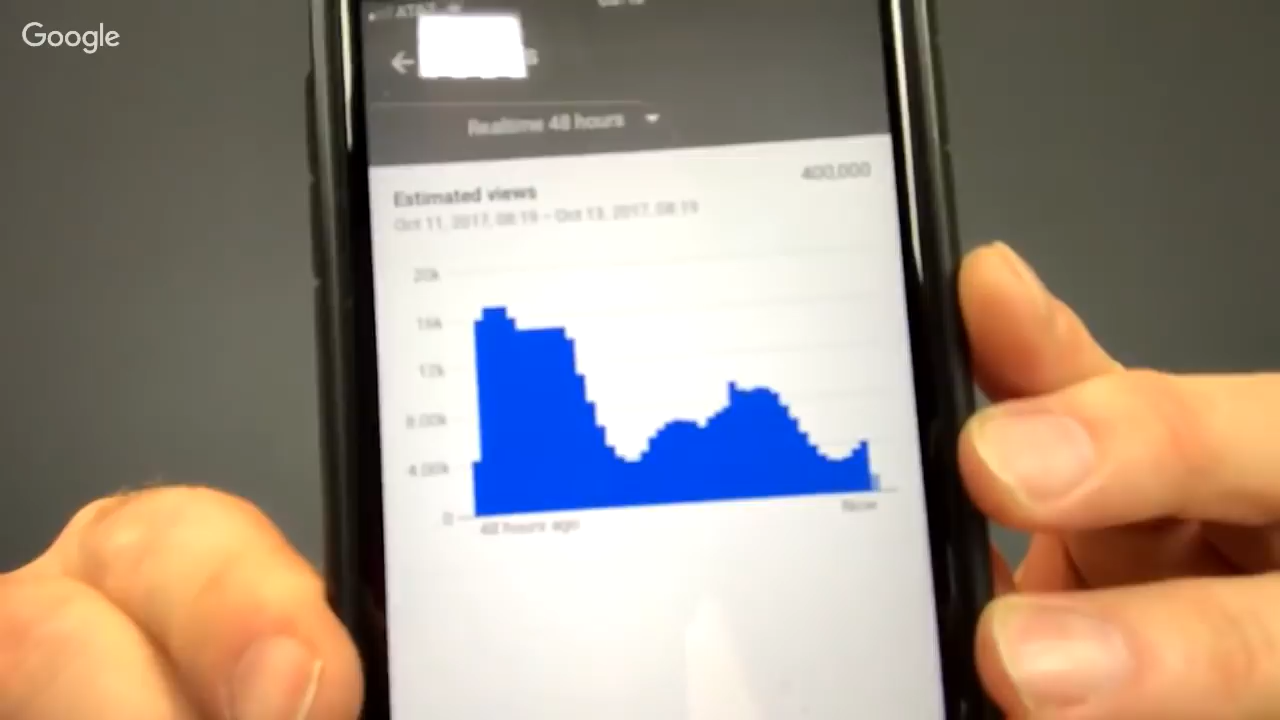 Google
AT&T
Realtime 48 hours
400,000
Estimated views
Oct 11, 2017, 08:19 – Oct 13, 2017, 08:19
20k
16k
12k
8.00k
4.00k
0
48 hours ago
Now